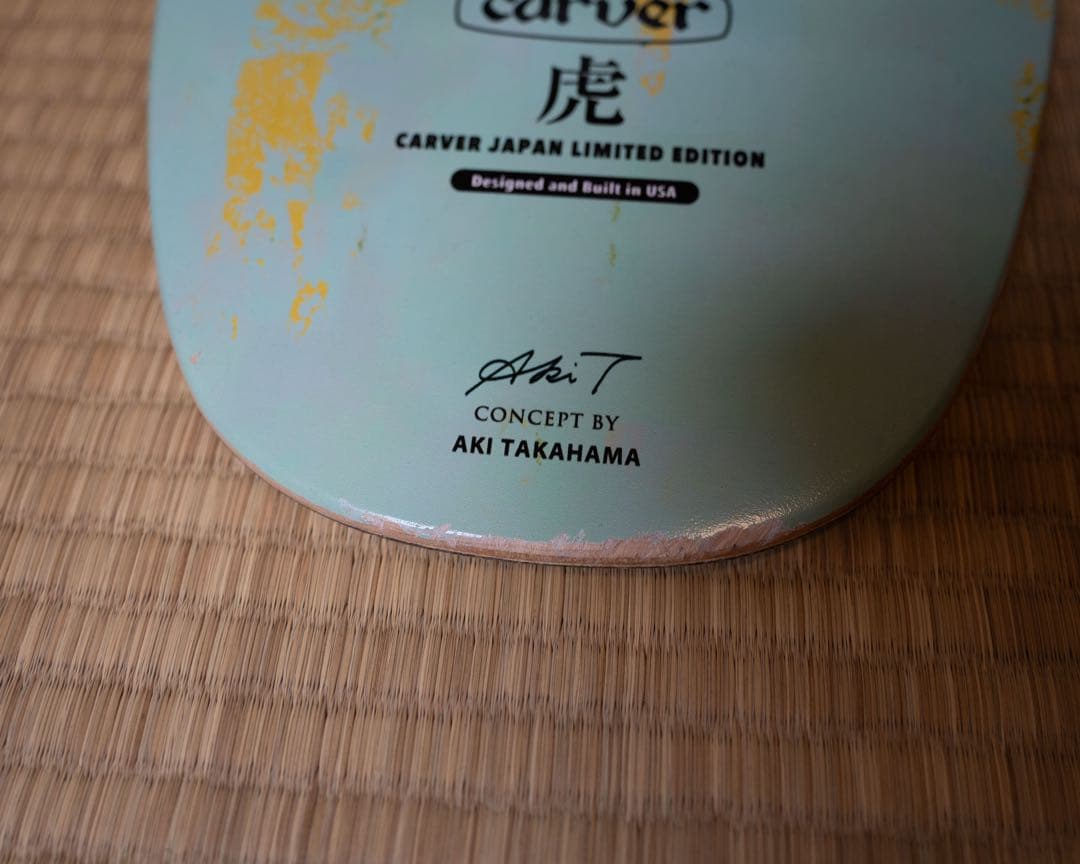 carver
虎
CARVER JAPAN LIMITED EDITION
Designed and Built in USA
Aki T
CONCEPT BY
AKI TAKAHAMA